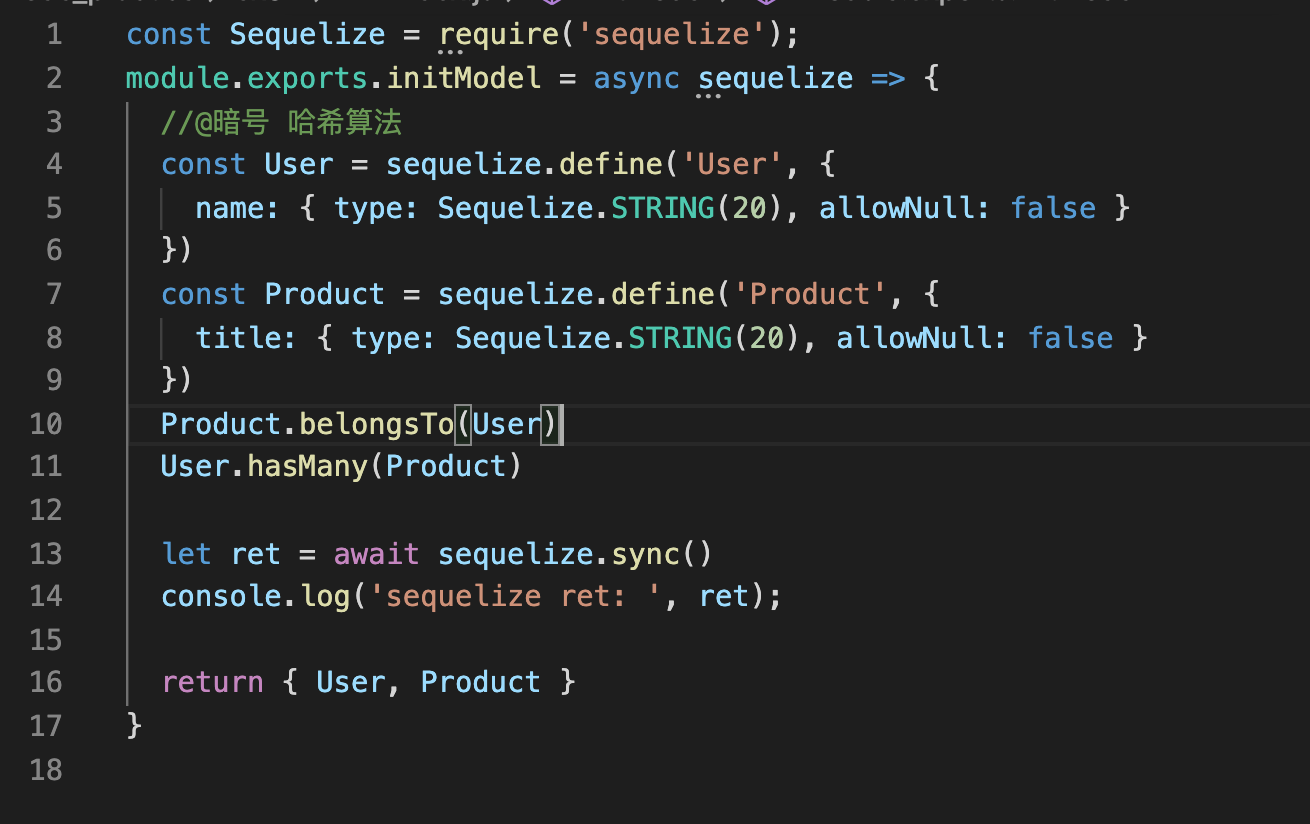 1 const Sequelize = require('sequelize');
2 module.exports.initModel = async sequelize => {
3 //@暗号 哈希算法
4 const User = sequelize.define('User', {
5 name: { type: Sequelize.STRING(20), allowNull: false }
6 })
7 const Product = sequelize.define('Product', {
8 title: { type: Sequelize.STRING(20), allowNull: false }
9 })
10 Product.belongsTo(User)
11 User.hasMany(Product)
12
13 let ret = await sequelize.sync()
14 console.log('sequelize ret: ', ret);
15
16 return { User, Product }
17 }
18